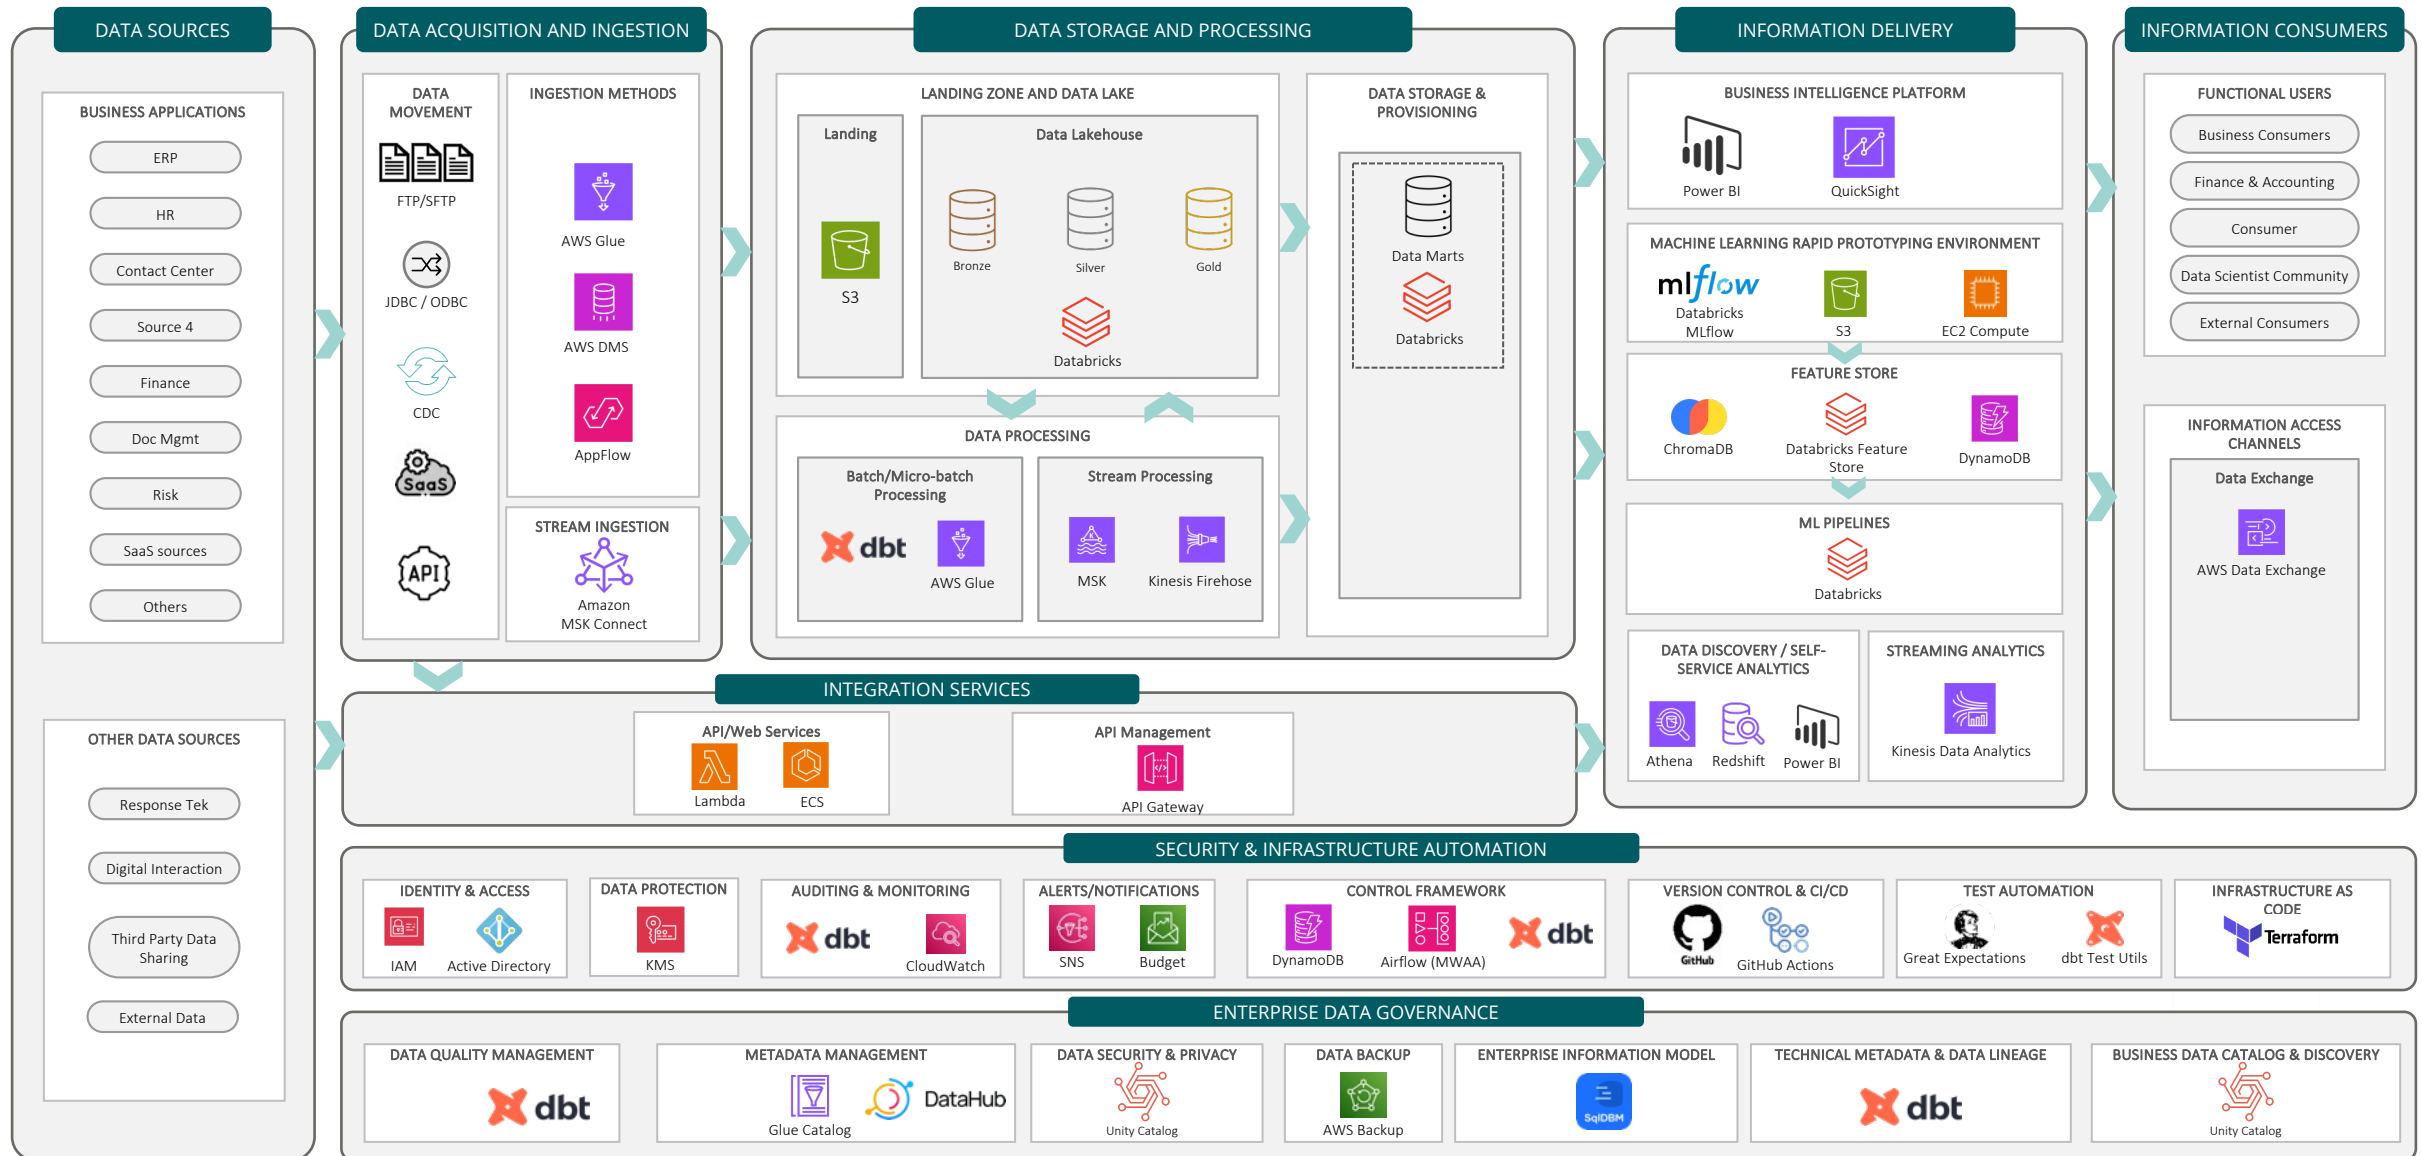 DATA SOURCES
BUSINESS APPLICATIONS
ERP
HR
Contact Center
Source 4
Finance
Doc Mgmt
Risk
SaaS sources
Others
OTHER DATA SOURCES
Response Tek
Digital Interaction
Third Party Data
Sharing
External Data
DATA ACQUISITION AND INGESTION
DATA
MOVEMENT
FTP/SFTP
JDBC / ODBC
CDC
SaaS
API
INGESTION METHODS
AWS Glue
AWS DMS
AppFlow
STREAM INGESTION
Amazon
MSK Connect
DATA STORAGE AND PROCESSING
LANDING ZONE AND DATA LAKE
Landing
S3
Data Lakehouse
Bronze
Silver
Gold
Databricks
DATA PROCESSING
Batch/Micro-batch
Processing
dbt
AWS Glue
Stream Processing
MSK
Kinesis Firehose
DATA STORAGE &
PROVISIONING
Data Marts
Databricks
INFORMATION DELIVERY
BUSINESS INTELLIGENCE PLATFORM
Power BI
QuickSight
MACHINE LEARNING RAPID PROTOTYPING ENVIRONMENT
mlflow
Databricks
MLflow
S3
EC2 Compute
FEATURE STORE
ChromaDB
Databricks Feature
Store
DynamoDB
ML PIPELINES
Databricks
DATA DISCOVERY / SELF-
SERVICE ANALYTICS
Athena
Redshift
Power BI
STREAMING ANALYTICS
Kinesis Data Analytics
INFORMATION CONSUMERS
FUNCTIONAL USERS
Business Consumers
Finance & Accounting
Consumer
Data Scientist Community
External Consumers
INFORMATION ACCESS
CHANNELS
Data Exchange
AWS Data Exchange
INTEGRATION SERVICES
API/Web Services
Lambda
ECS
API Management
API Gateway
SECURITY & INFRASTRUCTURE AUTOMATION
IDENTITY & ACCESS
IAM
Active Directory
DATA PROTECTION
KMS
AUDITING & MONITORING
dbt
CloudWatch
ALERTS/NOTIFICATIONS
SNS
Budget
CONTROL FRAMEWORK
DynamoDB
Airflow (MWAA)
dbt
VERSION CONTROL & CI/CD
GitHub
GitHub Actions
TEST AUTOMATION
Great Expectations
dbt Test Utils
INFRASTRUCTURE AS
CODE
Terraform
ENTERPRISE DATA GOVERNANCE
DATA QUALITY MANAGEMENT
dbt
METADATA MANAGEMENT
Glue Catalog
DataHub
DATA SECURITY & PRIVACY
Unity Catalog
DATA BACKUP
AWS Backup
ENTERPRISE INFORMATION MODEL
SqlDBM
TECHNICAL METADATA & DATA LINEAGE
dbt
BUSINESS DATA CATALOG & DISCOVERY
Unity Catalog